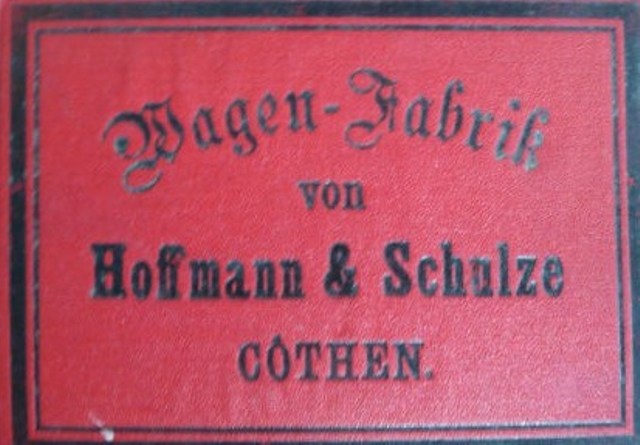 Wagen-Fabrik
von
Hoffmann & Schulze
CÖTHEN.